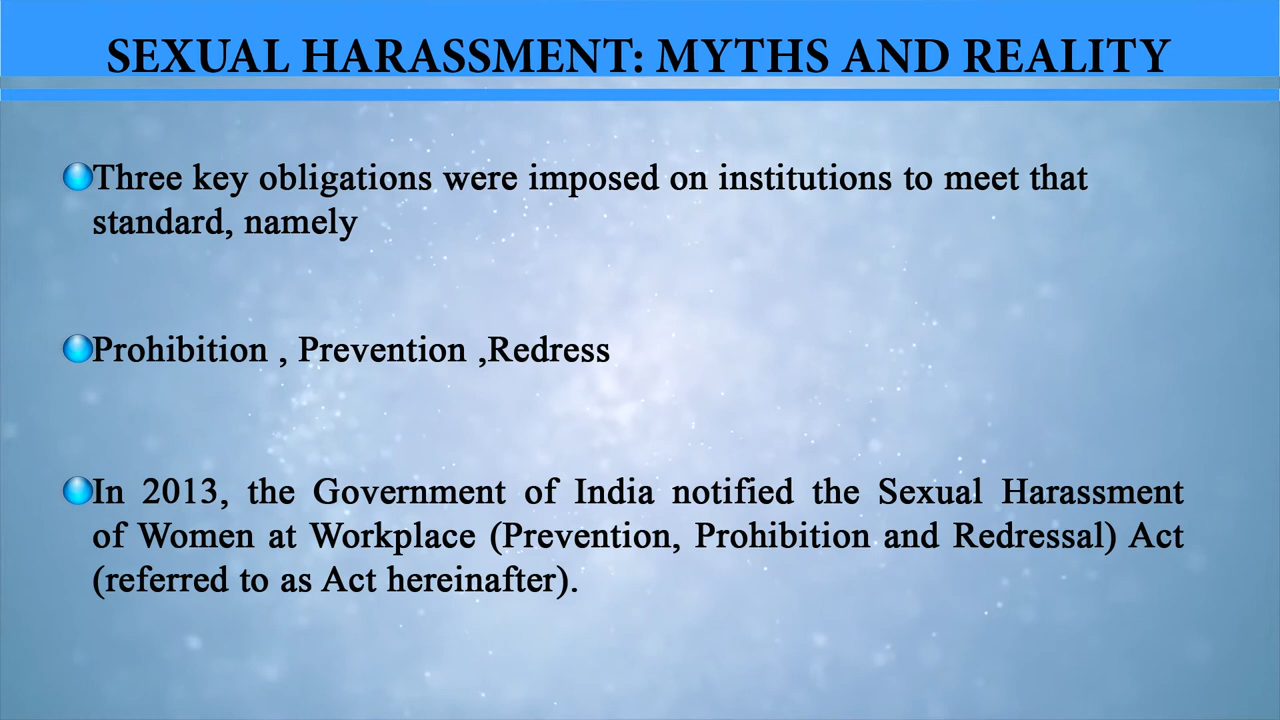 SEXUAL HARASSMENT: MYTHS AND REALITY
Three key obligations were imposed on institutions to meet that
standard, namely
Prohibition , Prevention ,Redress
In 2013, the Government of India notified the Sexual Harassment
of Women at Workplace (Prevention, Prohibition and Redressal) Act
(referred to as Act hereinafter).